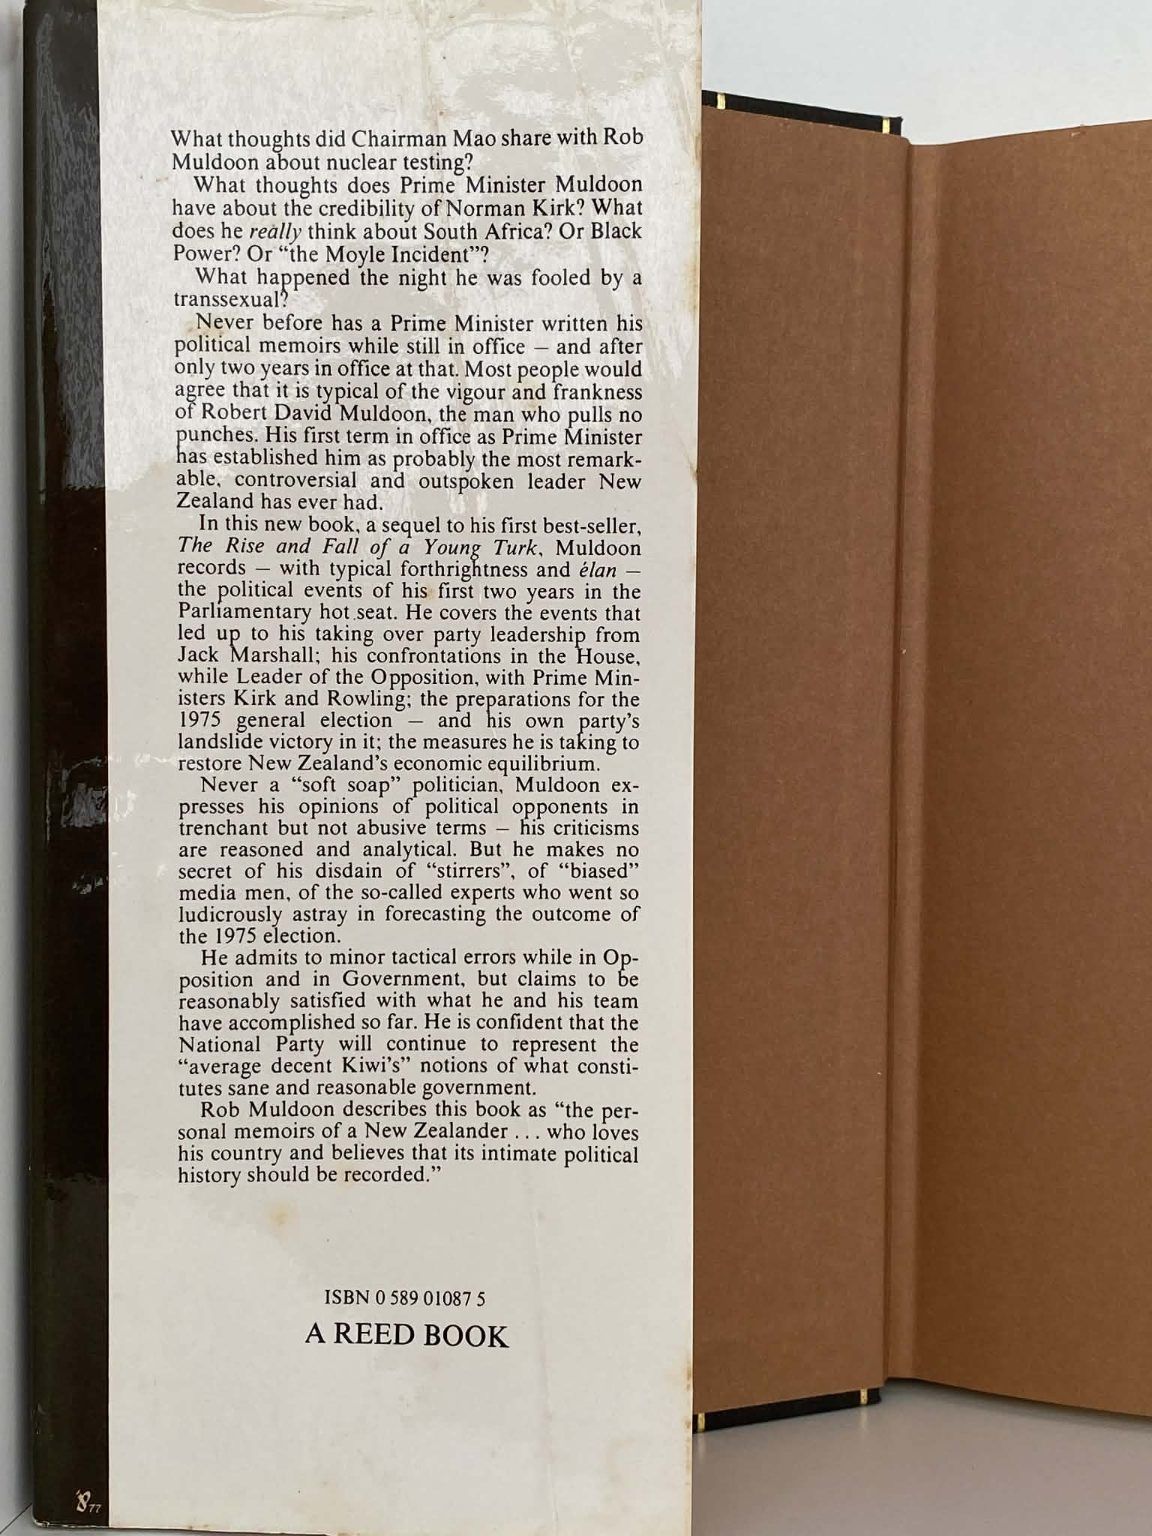 What thoughts did Chairman Mao share with Rob
Muldoon about nuclear testing?
What thoughts does Prime Minister Muldoon
have about the credibility of Norman Kirk? What
does he really think about South Africa? Or Black
Power? Or “the Moyle Incident”?
What happened the night he was fooled by a
transsexual?
Never before has a Prime Minister written his
political memoirs while still in office – and after
only two years in office at that. Most people would
agree that it is typical of the vigour and frankness
of Robert David Muldoon, the man who pulls no
punches. His first term in office as Prime Minister
has established him as probably the most remark-
able, controversial and outspoken leader New
Zealand has ever had.
In this new book, a sequel to his first best-seller,
The Rise and Fall of a Young Turk, Muldoon
records – with typical forthrightness and élan –
the political events of his first two years in the
Parliamentary hot seat. He covers the events that
led up to his taking over party leadership from
Jack Marshall; his confrontations in the House,
while Leader of the Opposition, with Prime Min-
isters Kirk and Rowling; the preparations for the
1975 general election – and his own party’s
landslide victory in it; the measures he is taking to
restore New Zealand’s economic equilibrium.
Never a “soft soap” politician, Muldoon ex-
presses his opinions of political opponents in
trenchant but not abusive terms – his criticisms
are reasoned and analytical. But he makes no
secret of his disdain of “stirrers”, of “biased”
media men, of the so-called experts who went so
ludicrously astray in forecasting the outcome of
the 1975 election.
He admits to minor tactical errors while in Op-
position and in Government, but claims to be
reasonably satisfied with what he and his team
have accomplished so far. He is confident that the
National Party will continue to represent the
“average decent Kiwi’s” notions of what consti-
tutes sane and reasonable government.
Rob Muldoon describes this book as “the per-
sonal memoirs of a New Zealander . . . who loves
his country and believes that its intimate political
history should be recorded.”
ISBN 0 589 01087 5
A REED BOOK
77